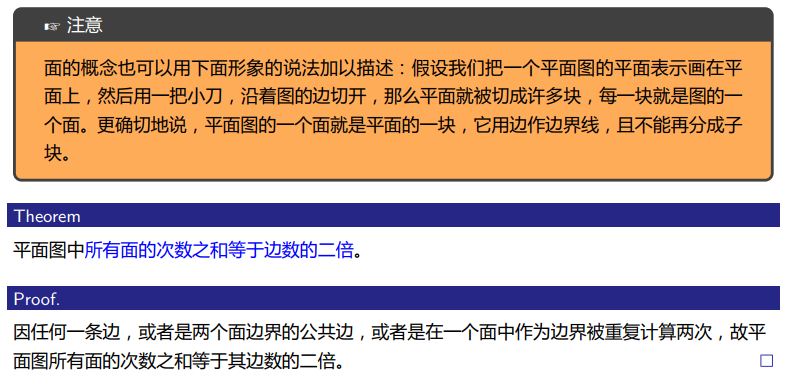 ☞ 注意
面的概念也可以用下面形象的说法加以描述：假设我们把一个平面图的平面表示画在平
面上，然后用一把小刀，沿着图的边切开，那么平面就被切成许多块，每一块就是图的一
个面。更确切地说，平面图的一个面就是平面的一块，它用边作边界线，且不能再分成子
块。
Theorem
平面图中所有面的次数之和等于边数的二倍。
Proof.
因任何一条边，或者是两个面边界的公共边，或者是在一个面中作为边界被重复计算两次，故平
面图所有面的次数之和等于其边数的二倍。 □